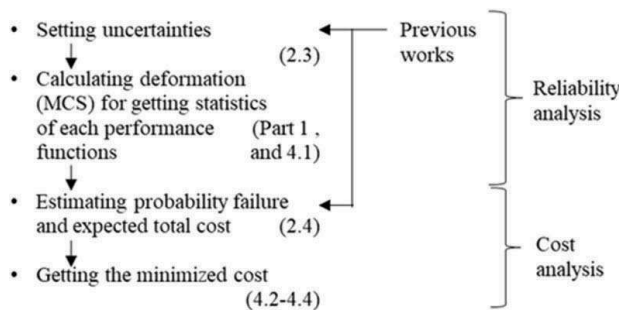 • Setting uncertainties
(2.3)
• Calculating deformation
(MCS) for getting statistics
of each performance (Part 1 ,
functions and 4.1)
• Estimating probability failure
and expected total cost (2.4)
• Getting the minimized cost
(4.2-4.4)
Previous
works
Reliability
analysis
Cost
analysis